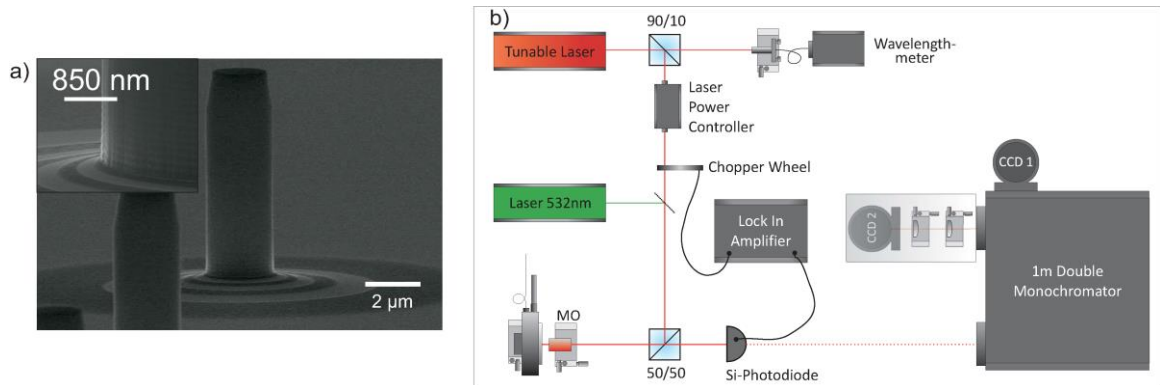 a)
850 nm
2 µm
b)
90/10
Tunable Laser
Wavelength-
meter
Laser
Power
Controller
Chopper Wheel
Laser 532nm
Lock In
Amplifier
CCD 1
CCD 2
1m Double
Monochromator
MO
50/50
Si-Photodiode